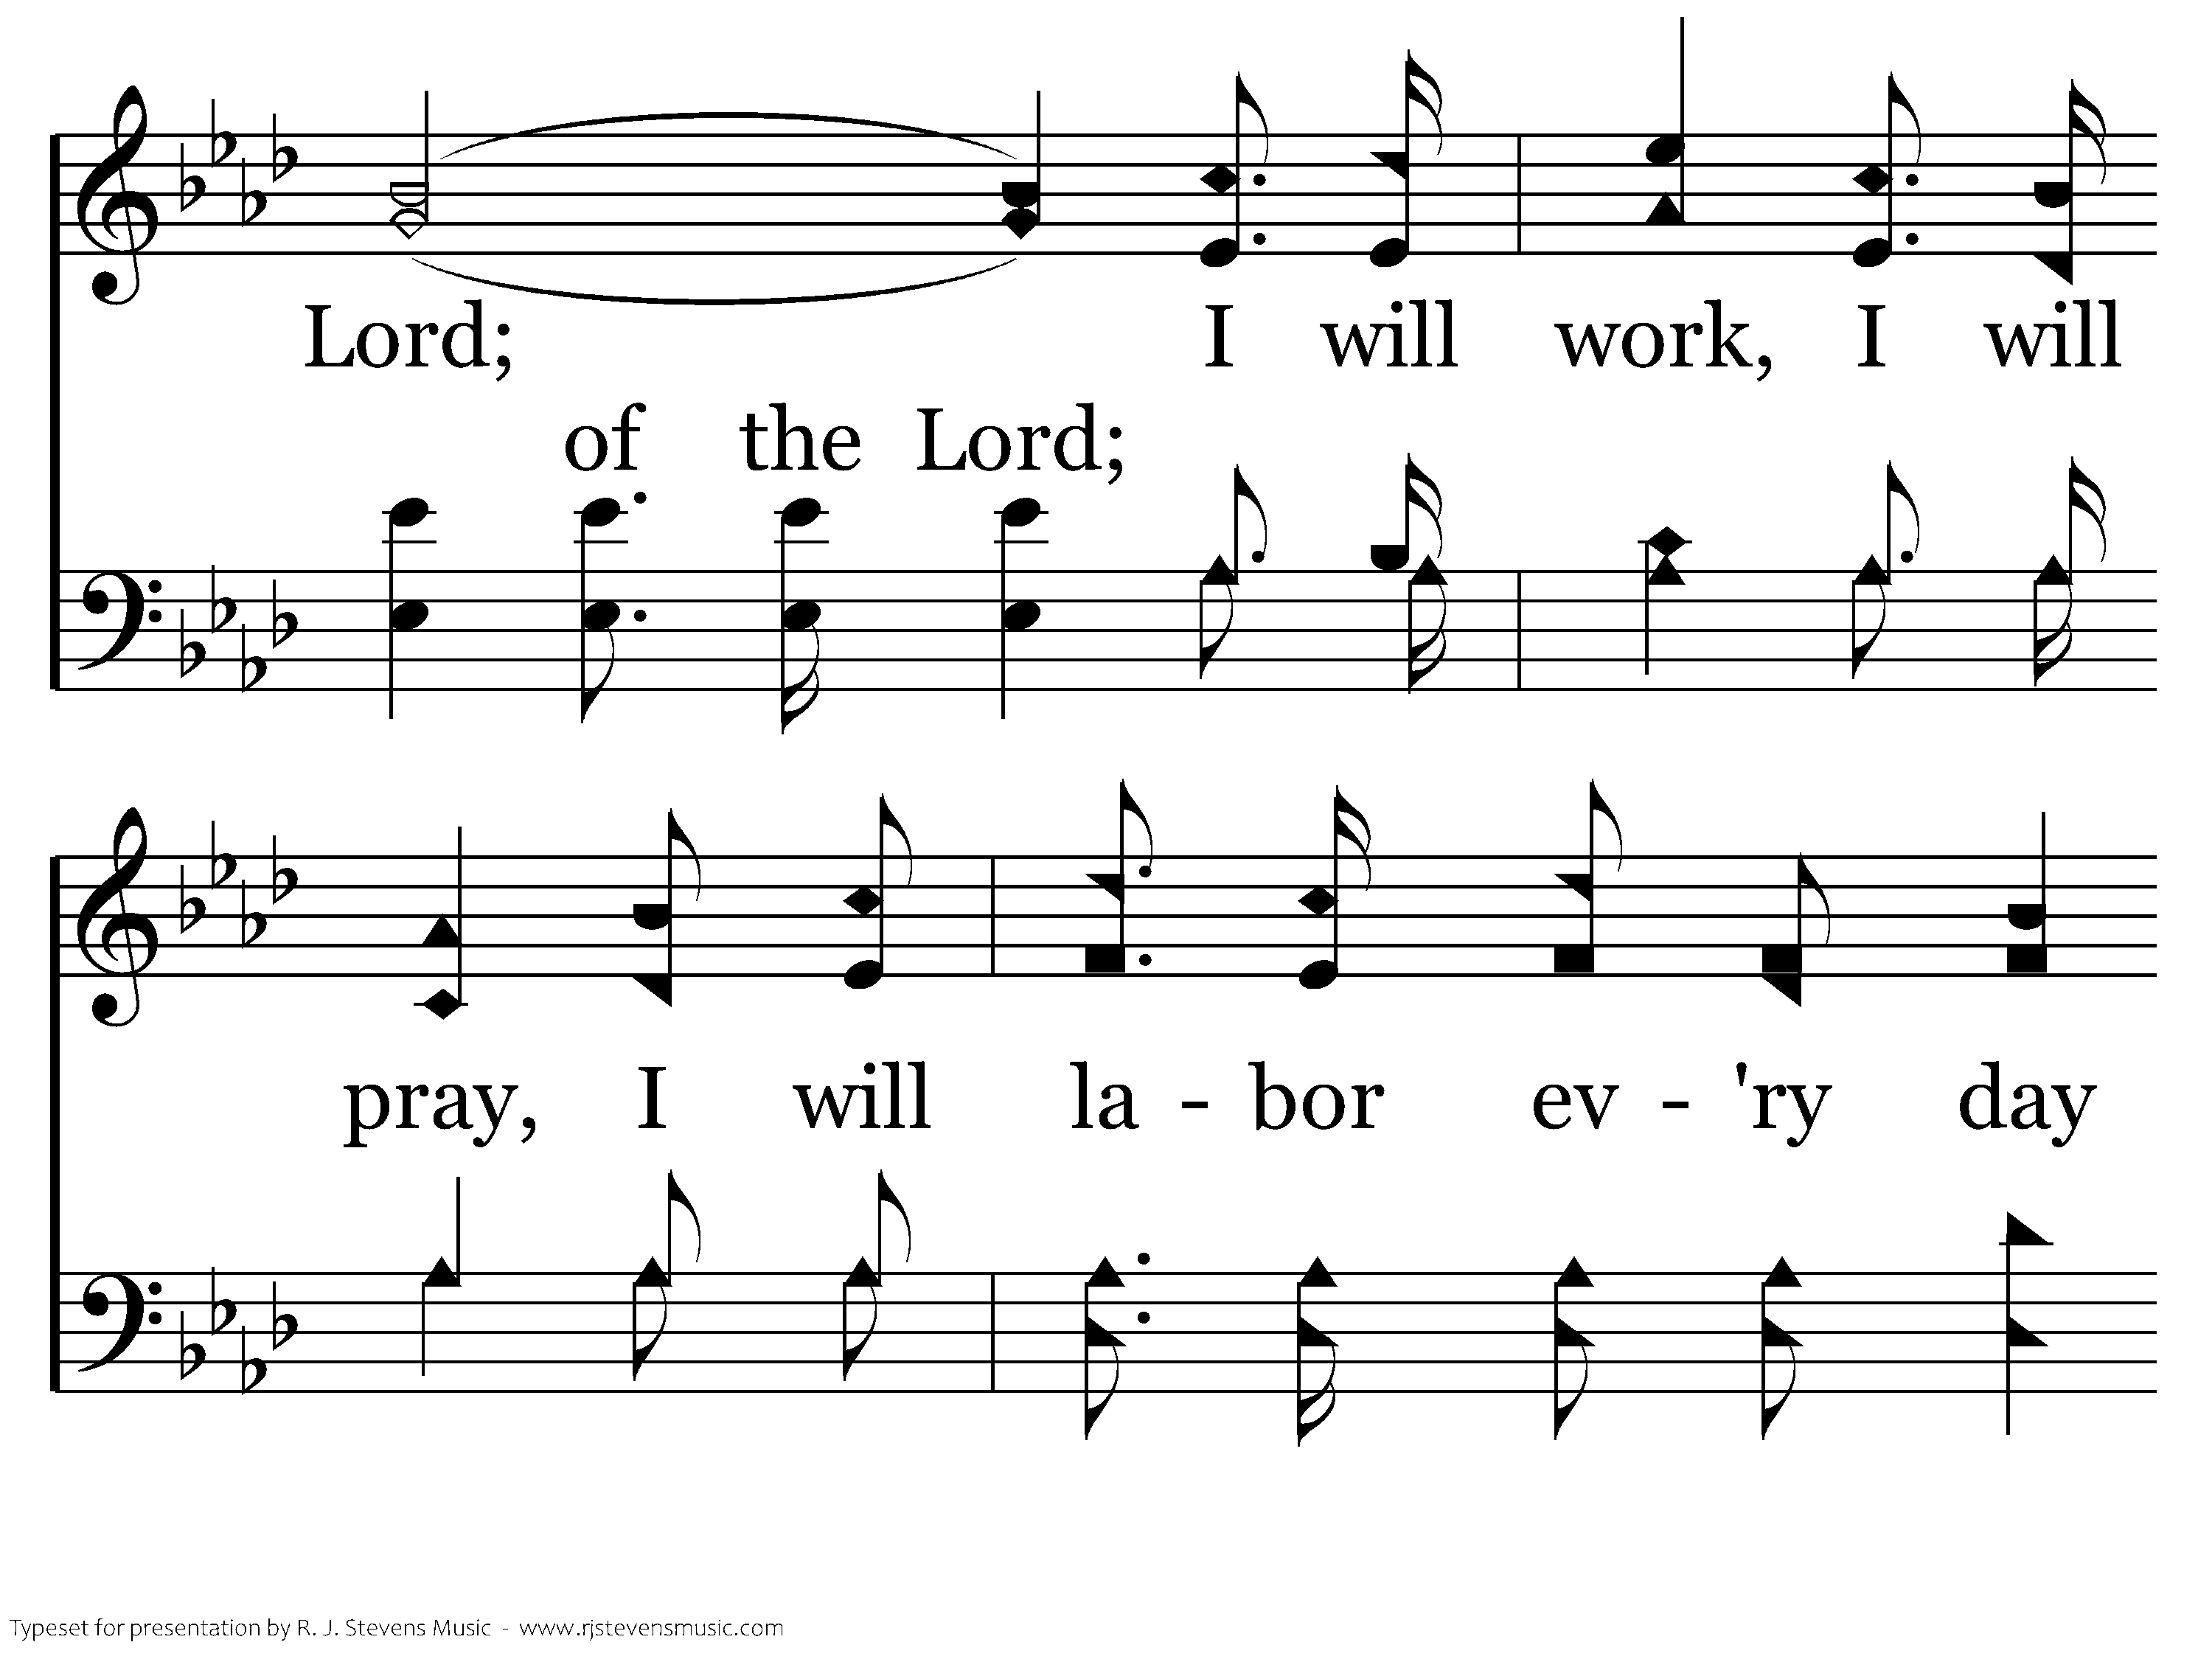 Lord; I will work, I will
of the Lord;
pray, I will la - bor ev - 'ry day
Typeset for presentation by R. J. Stevens Music - www.rjstevensmusic.com